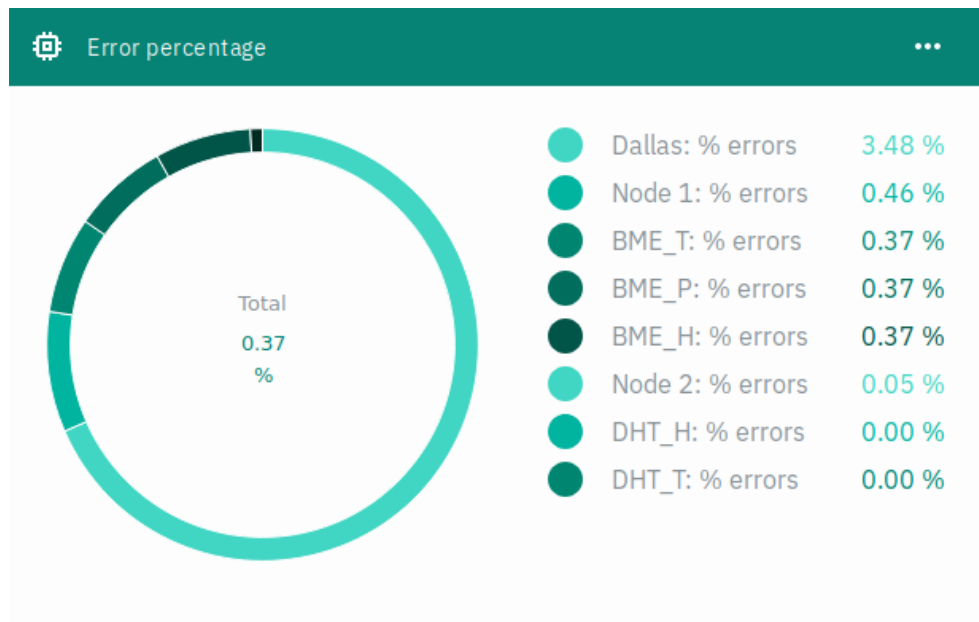 Error percentage
Total
0.37
%
Dallas: % errors 3.48 %
Node 1: % errors 0.46 %
BME_T: % errors 0.37 %
BME_P: % errors 0.37 %
BME_H: % errors 0.37 %
Node 2: % errors 0.05 %
DHT_H: % errors 0.00 %
DHT_T: % errors 0.00 %